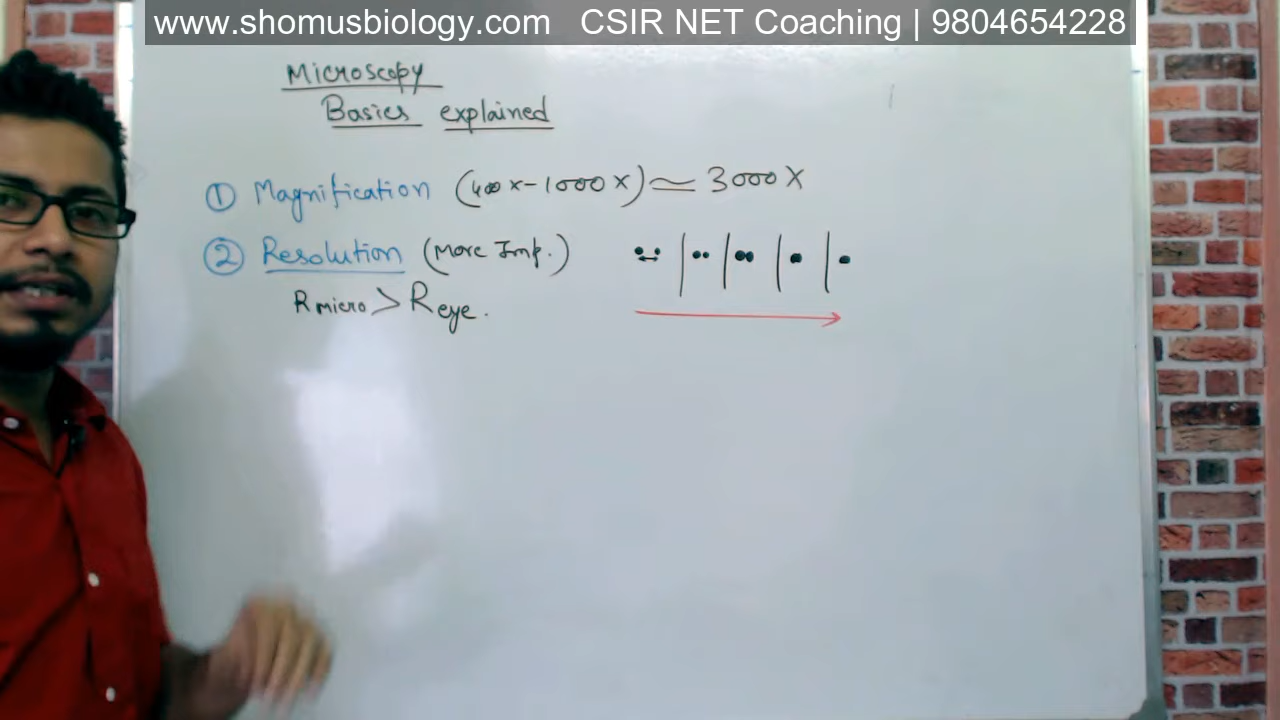 www.shomusbiology.com CSIR NET Coaching | 9804654228
Microscopy
Basics explained
① Magnification (400x-1000x) ≃ 3000X
② Resolution (More Imp.)
R micro > R eye.